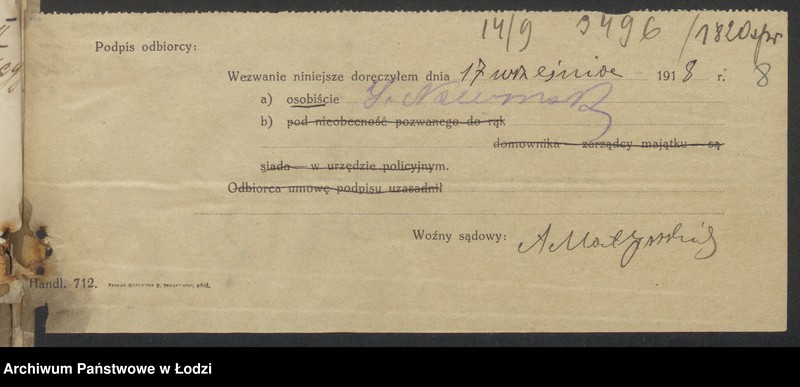 14/9 3496 /1820
Podpis odbiorcy:
Wezwanie niniejsze doręczyłem dnia 17 września 1918 r. 8
a) osobiście
b) pod nieobecność pozwanego do rąk
domownika — zarządcy majątku — są
siada — w urzędzie policyjnym.
Odbiorca umowę podpisu uzasadnił
Woźny sądowy:
Handl. 712.
Archiwum Państwowe w Łodzi